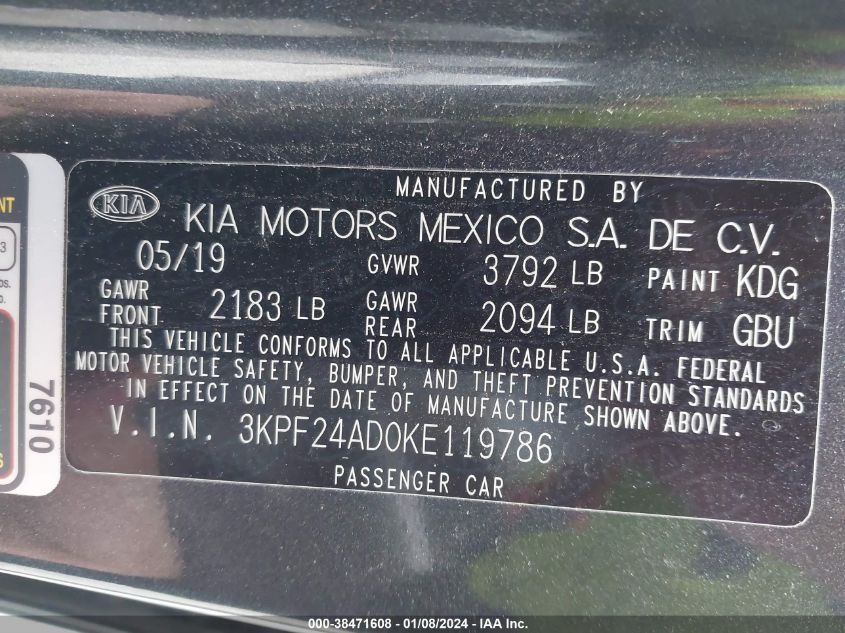 MANUFACTURED BY
KIA KIA MOTORS MEXICO S.A. DE C.V.
05/19 GVWR 3792 LB PAINT KDG
GAWR FRONT 2183 LB GAWR REAR 2094 LB TRIM GBU
THIS VEHICLE CONFORMS TO ALL APPLICABLE U.S.A. FEDERAL
MOTOR VEHICLE SAFETY, BUMPER, AND THEFT PREVENTION STANDARDS
IN EFFECT ON THE DATE OF MANUFACTURE SHOWN ABOVE.
V.I.N. 3KPF24AD0KE119786
PASSENGER CAR
7610
3
000-38471608 - 01/08/2024 - © IAA, Inc.